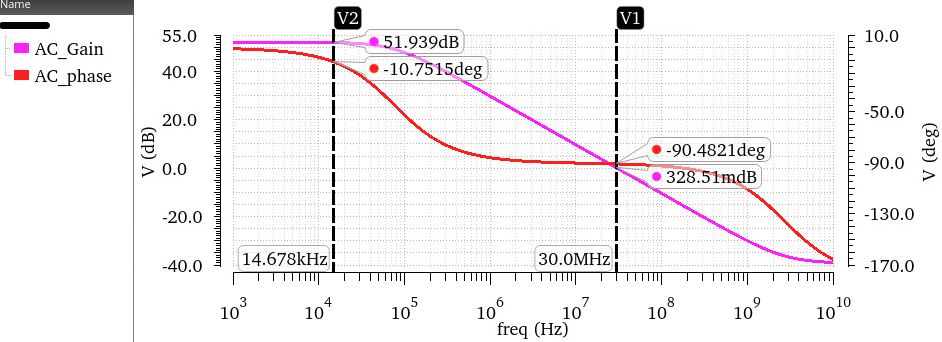 Name
AC_Gain
AC_phase
V2
V1
55.0
40.0
20.0
0.0
-20.0
-40.0
V (dB)
51.939dB
-10.7515deg
-90.4821deg
328.51mdB
14.678kHz
30.0MHz
10.0
-50.0
-90.0
-130.0
-170.0
V (deg)
10^3 10^4 10^5 10^6 10^7 10^8 10^9 10^10
freq (Hz)